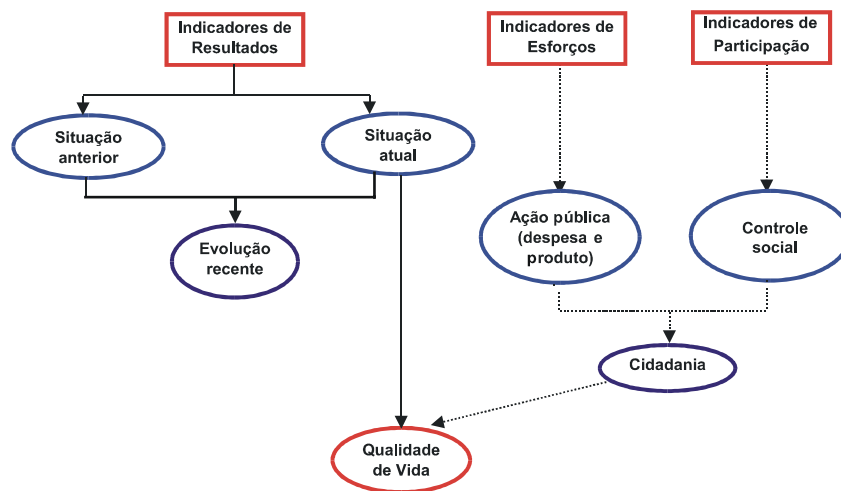 Indicadores de
Resultados
Indicadores de
Esforços
Indicadores de
Participação
Situação
anterior
Situação
atual
Evolução
recente
Ação pública
(despesa e
produto)
Controle
social
Cidadania
Qualidade
de Vida